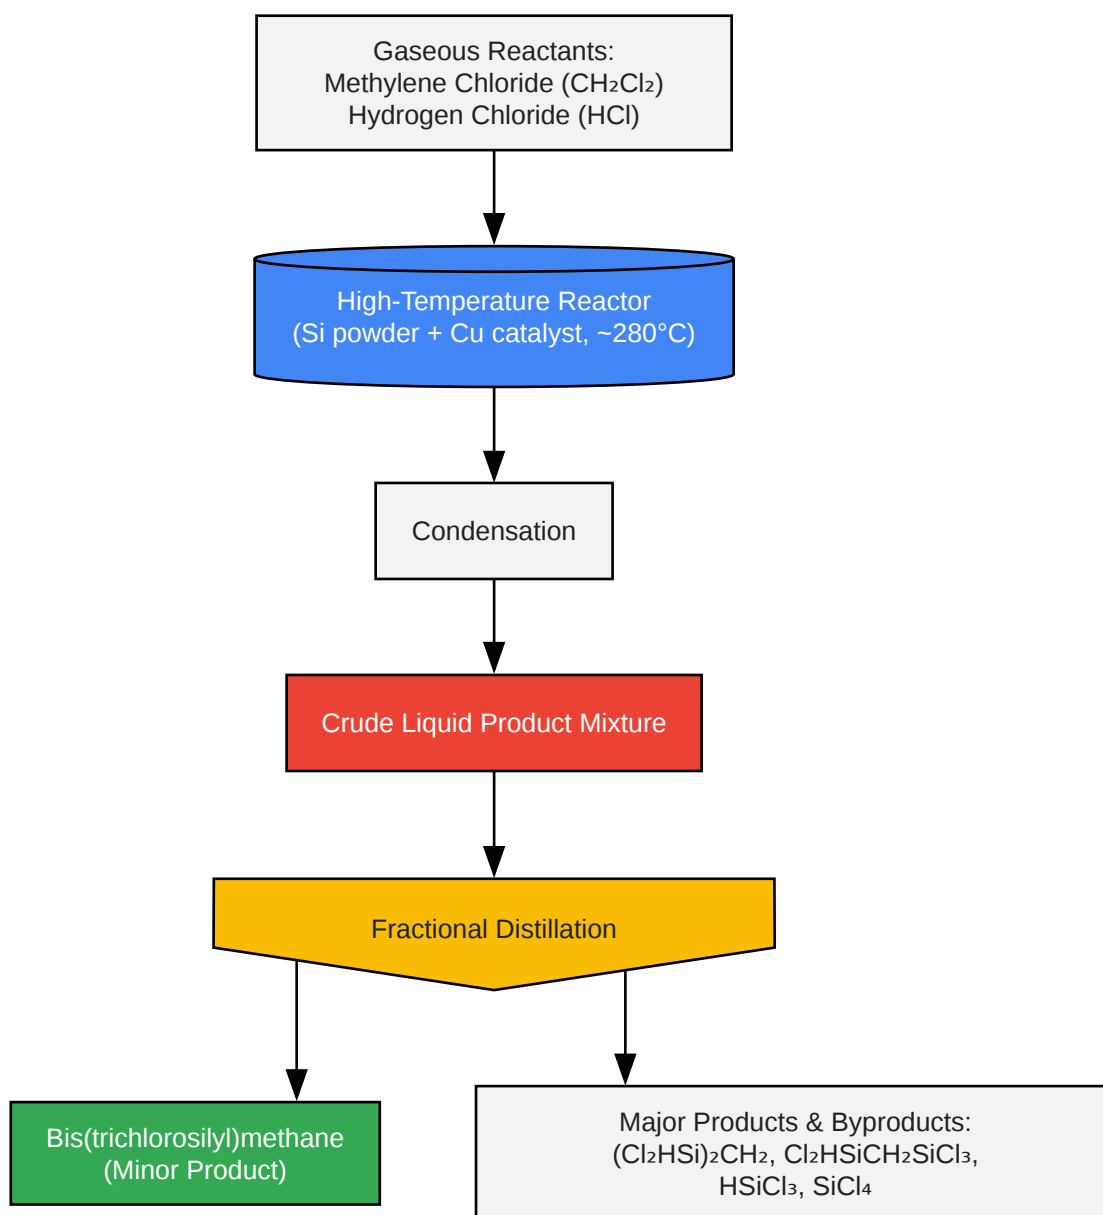 Gaseous Reactants:
Methylene Chloride (CH₂Cl₂)
Hydrogen Chloride (HCl)
High-Temperature Reactor
(Si powder + Cu catalyst, ~280°C)
Condensation
Crude Liquid Product Mixture
Fractional Distillation
Bis(trichlorosilyl)methane
(Minor Product)
Major Products & Byproducts:
(Cl₂HSi)₂CH₂, Cl₂HSiCH₂SiCl₃,
HSiCl₃, SiCl₄